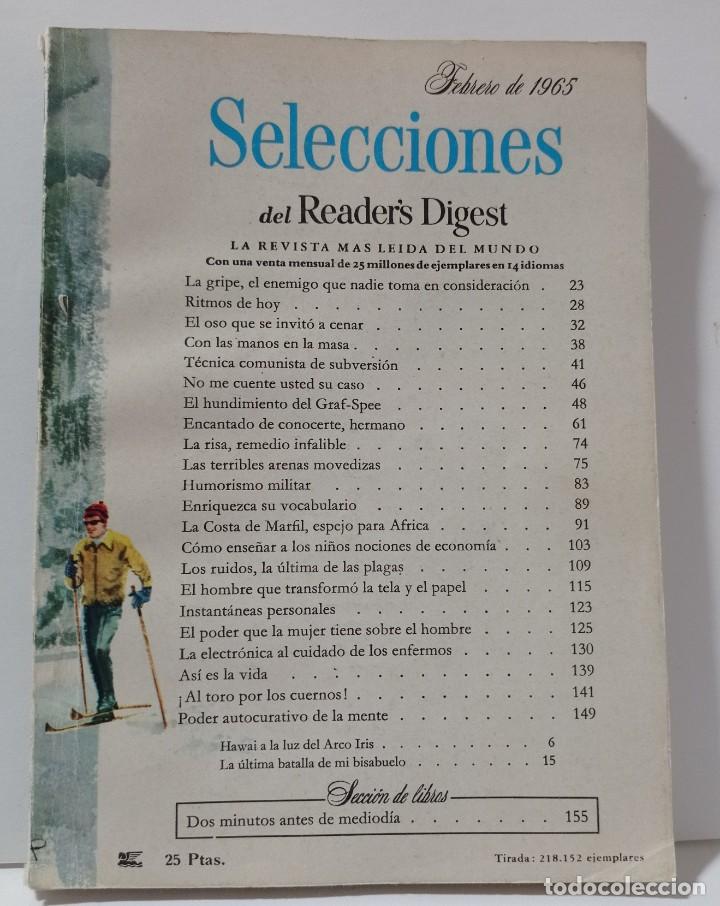 Febrero de 1965
Selecciones
del Reader's Digest
LA REVISTA MAS LEIDA DEL MUNDO
Con una venta mensual de 25 millones de ejemplares en 14 idiomas
La gripe, el enemigo que nadie toma en consideración . 23
Ritmos de hoy . . . . . . . . . . . 28
El oso que se invitó a cenar . . . . . . . . 32
Con las manos en la masa . . . . . . . . . 38
Técnica comunista de subversión . . . . . . . 41
No me cuente usted su caso . . . . . . . . 46
El hundimiento del Graf-Spee . . . . . . . 48
Encantado de conocerte, hermano . . . . . . 61
La risa, remedio infalible . . . . . . . . . 74
Las terribles arenas movedizas . . . . . . . 75
Humorismo militar . . . . . . . . . . 83
Enriquezca su vocabulario . . . . . . . . 89
La Costa de Marfil, espejo para Africa . . . . . 91
Cómo enseñar a los niños nociones de economía . . . 103
Los ruidos, la última de las plagas . . . . . . 109
El hombre que transformó la tela y el papel . . . . 115
Instantáneas personales . . . . . . . . 123
El poder que la mujer tiene sobre el hombre . . . . 125
La electrónica al cuidado de los enfermos . . . . . 130
Así es la vida . . . . . . . . . . . 139
¡Al toro por los cuernos! . . . . . . . . . 141
Poder autocurativo de la mente . . . . . . . 149
Hawai a la luz del Arco Iris . . . . . . . . . 6
La última batalla de mi bisabuelo . . . . . . . 15
Sección de libros
Dos minutos antes de mediodía . . . . . . . 155
P
25 Ptas.
Tirada: 218.152 ejemplares
todocoleccion.net